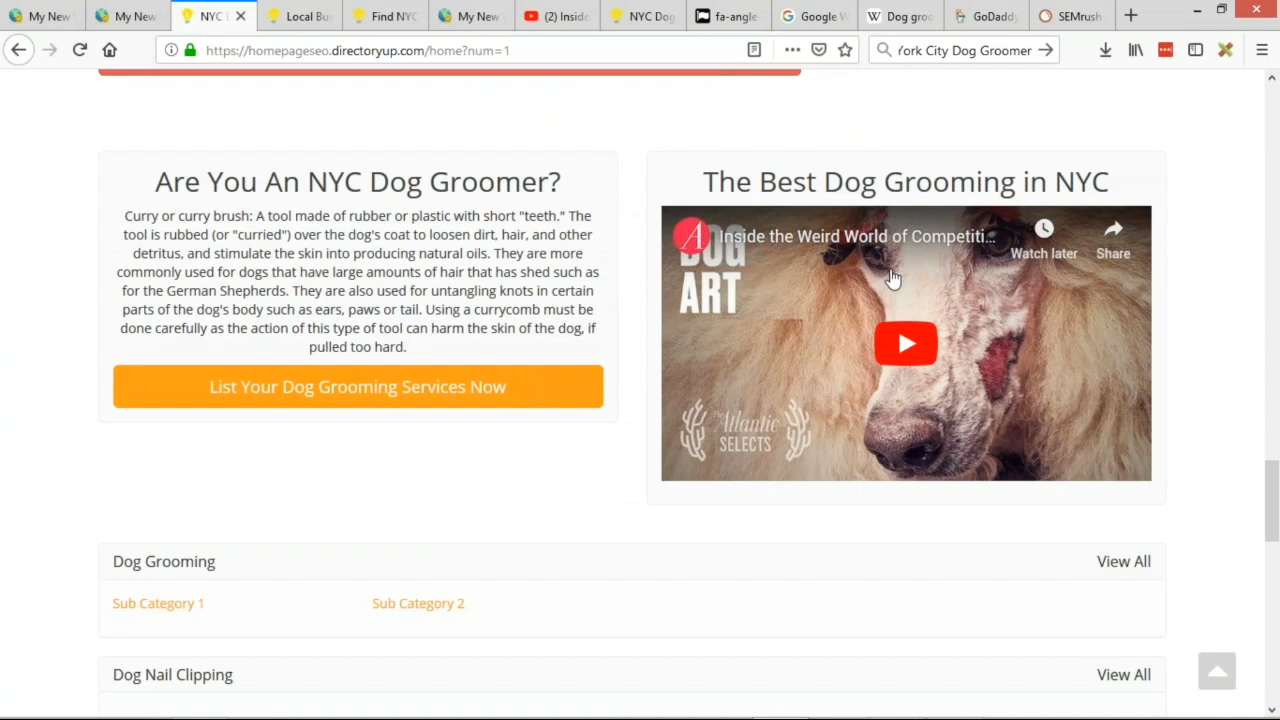 My New
My New
NYC
Local Bus
Find NYC
My New
(2) Inside
NYC Dog
fa-angle-
Google
Dog groo
GoDaddy
SEMrush
https://homepageseo.directoryup.com/home?num=1
York City Dog Groomer
Are You An NYC Dog Groomer?
Curry or curry brush: A tool made of rubber or plastic with short "teeth." The
tool is rubbed (or "curried") over the dog's coat to loosen dirt, hair, and other
detritus, and stimulate the skin into producing natural oils. They are more
commonly used for dogs that have large amounts of hair that has shed such as
for the German Shepherds. They are also used for untangling knots in certain
parts of the dog's body such as ears, paws or tail. Using a currycomb must be
done carefully as the action of this type of tool can harm the skin of the dog, if
pulled too hard.
List Your Dog Grooming Services Now
The Best Dog Grooming in NYC
A Inside the Weird World of Competiti...
Watch later
Share
DOG
ART
The Atlantic
SELECTS
Dog Grooming
View All
Sub Category 1
Sub Category 2
Dog Nail Clipping
View All